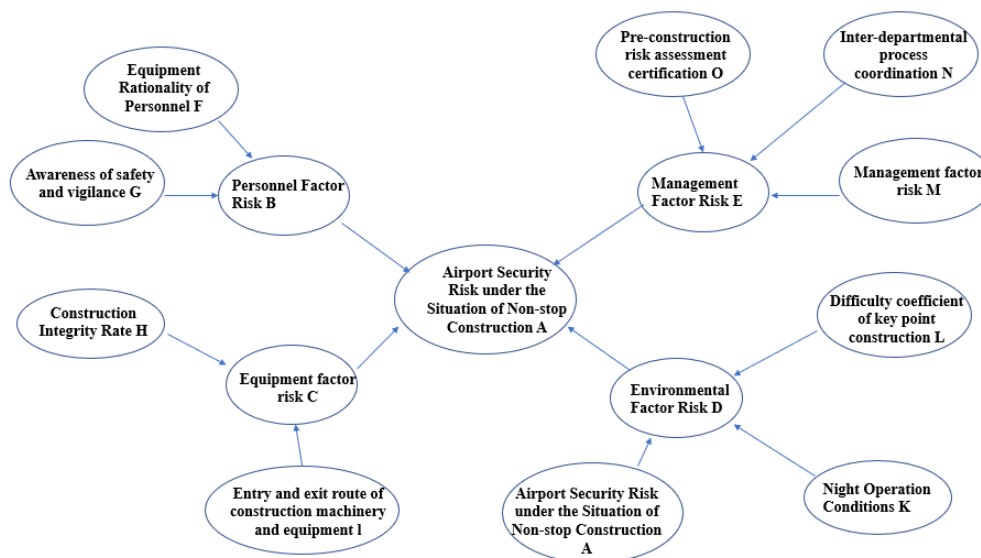 Pre-construction
risk assessment
certification O
Inter-departmental
process
coordination N
Equipment
Rationality of
Personnel F
Awareness of safety
and vigilance G
Personnel Factor
Risk B
Management
Factor Risk E
Management factor
risk M
Airport Security
Risk under the
Situation of Non-stop
Construction A
Construction
Integrity Rate H
Difficulty coefficient
of key point
construction L
Equipment factor
risk C
Environmental
Factor Risk D
Entry and exit route of
construction machinery
and equipment l
Airport Security Risk
under the Situation of
Non-stop Construction
A
Night Operation
Conditions K